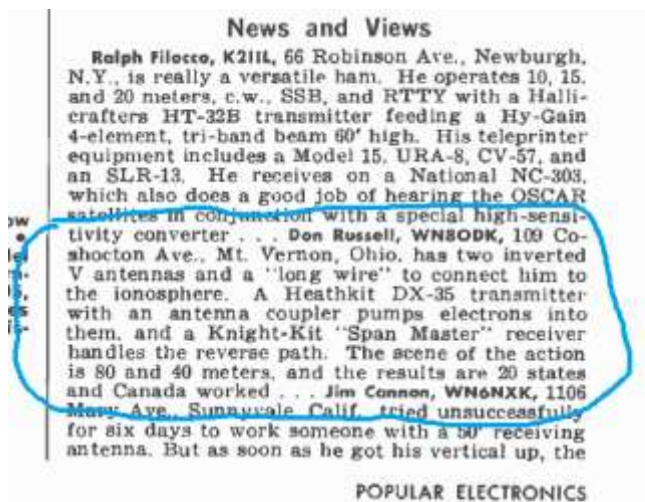 News and Views
Ralph Filocco, K2IIL, 66 Robinson Ave., Newburgh,
N.Y., is really a versatile ham. He operates 10, 15,
and 20 meters, c.w., SSB, and RTTY with a Halli-
crafters HT-32B transmitter feeding a Hy-Gain
4-element, tri-band beam 60' high. His teleprinter
equipment includes a Model 15, URA-8, CV-57, and
an SLR-13. He receives on a National NC-303,
which also does a good job of hearing the OSCAR
satellites in conjunction with a special high-sensi-
tivity converter . . . Don Russell, WN8ODK, 109 Co-
shocton Ave., Mt. Vernon, Ohio, has two inverted
V antennas and a "long wire" to connect him to
the ionosphere. A Heathkit DX-35 transmitter
with an antenna coupler pumps electrons into
them, and a Knight-Kit "Span Master" receiver
handles the reverse path. The scene of the action
is 80 and 40 meters, and the results are 20 states
and Canada worked . . . Jim Cannon, WN6NXK, 1106
Mary Ave., Sunnyvale, Calif., tried unsuccessfully
for six days to work someone with a 50' receiving
antenna. But as soon as he got his vertical up, the
POPULAR ELECTRONICS